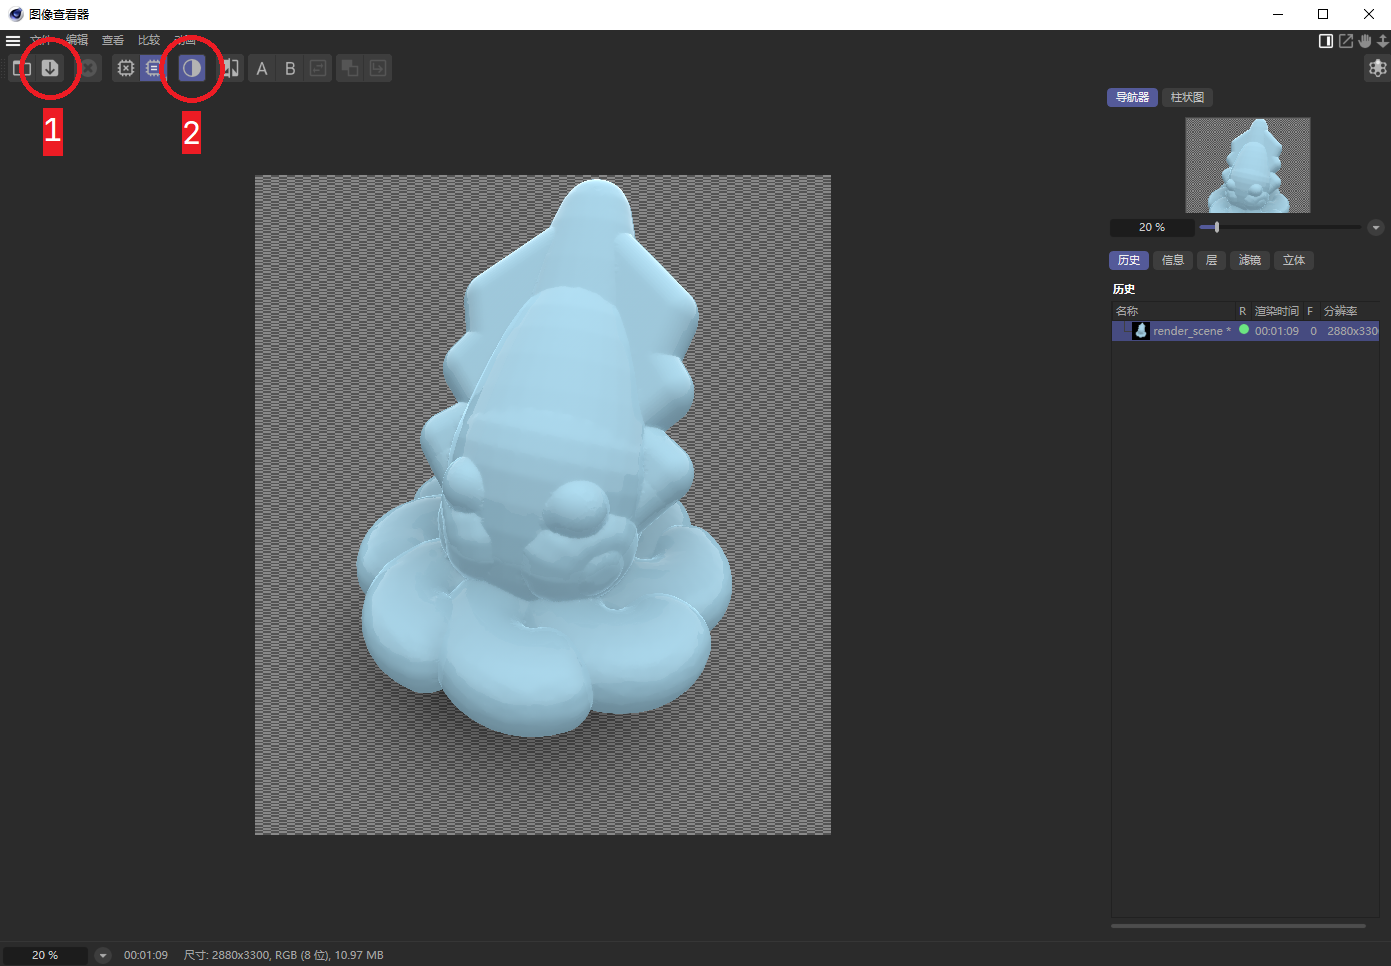 图像查看器
文件 编辑 查看 比较 动画
A B
1
2
导航器 柱状图
20 %
历史 信息 层 滤镜 立体
历史
名称 R 渲染时间 F 分辨率
render_scene * 00:01:09 0 2880x330
20 % 00:01:09 尺寸: 2880x3300, RGB (8 位), 10.97 MB